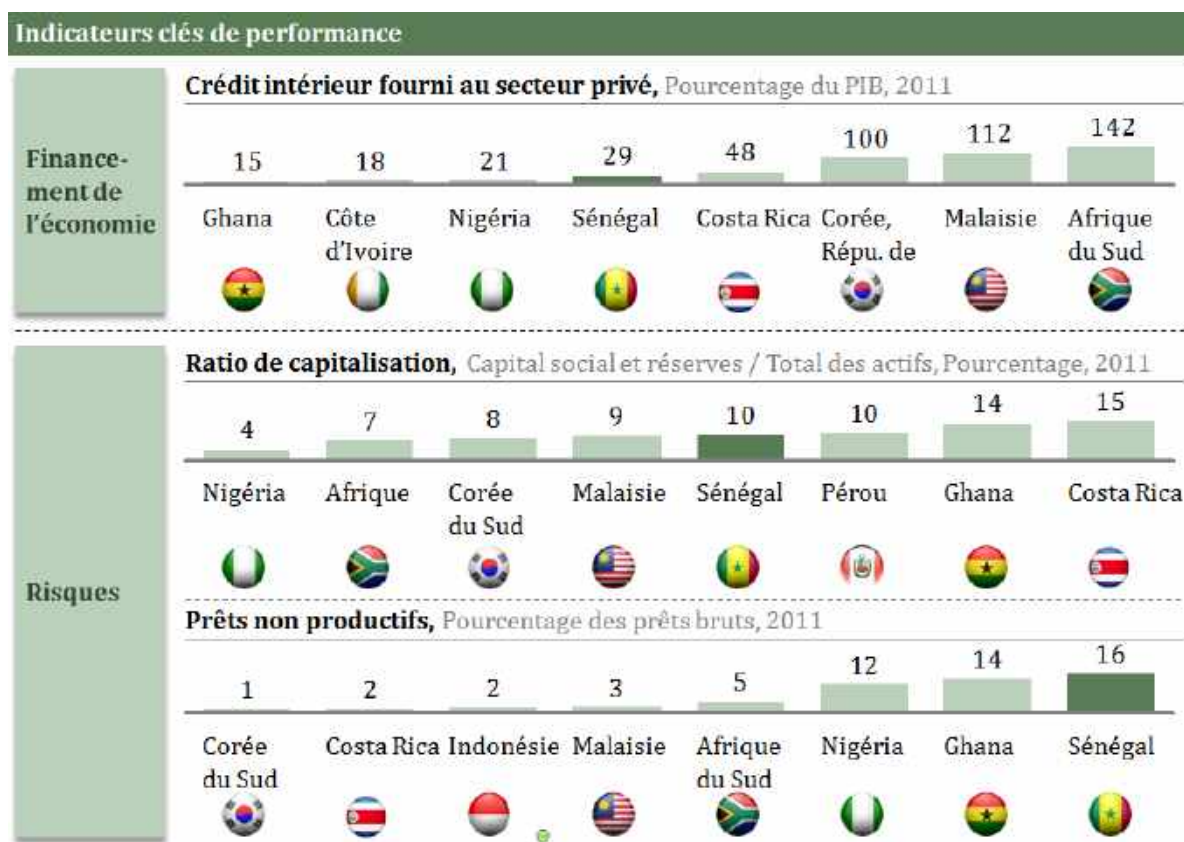 Indicateurs clés de performance
Finance-
ment de
l'économie
Crédit intérieur fourni au secteur privé, Pourcentage du PIB, 2011
15 18 21 29 48 100 112 142
Ghana Côte d'Ivoire Nigéria Sénégal Costa Rica Corée, Répu. de Malaisie Afrique du Sud
Risques
Ratio de capitalisation, Capital social et réserves / Total des actifs, Pourcentage, 2011
4 7 8 9 10 10 14 15
Nigéria Afrique Corée du Sud Malaisie Sénégal Pérou Ghana Costa Rica
Prêts non productifs, Pourcentage des prêts bruts, 2011
1 2 2 3 5 12 14 16
Corée du Sud Costa Rica Indonésie Malaisie Afrique du Sud Nigéria Ghana Sénégal